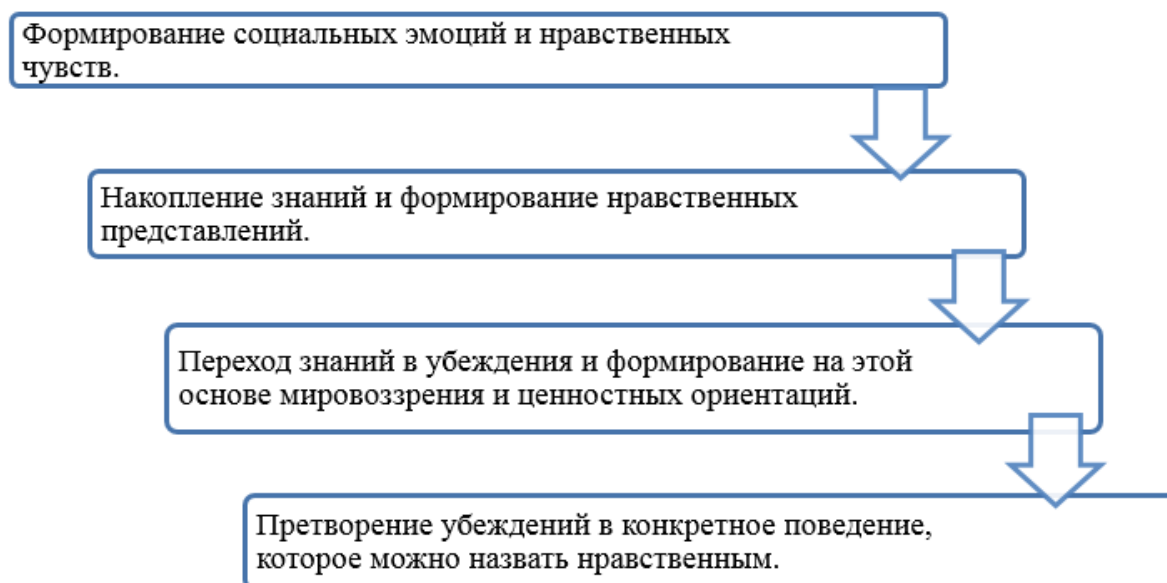 Формирование социальных эмоций и нравственных
чувств.
Накопление знаний и формирование нравственных
представлений.
Переход знаний в убеждения и формирование на этой
основе мировоззрения и ценностных ориентаций.
Претворение убеждений в конкретное поведение,
которое можно назвать нравственным.